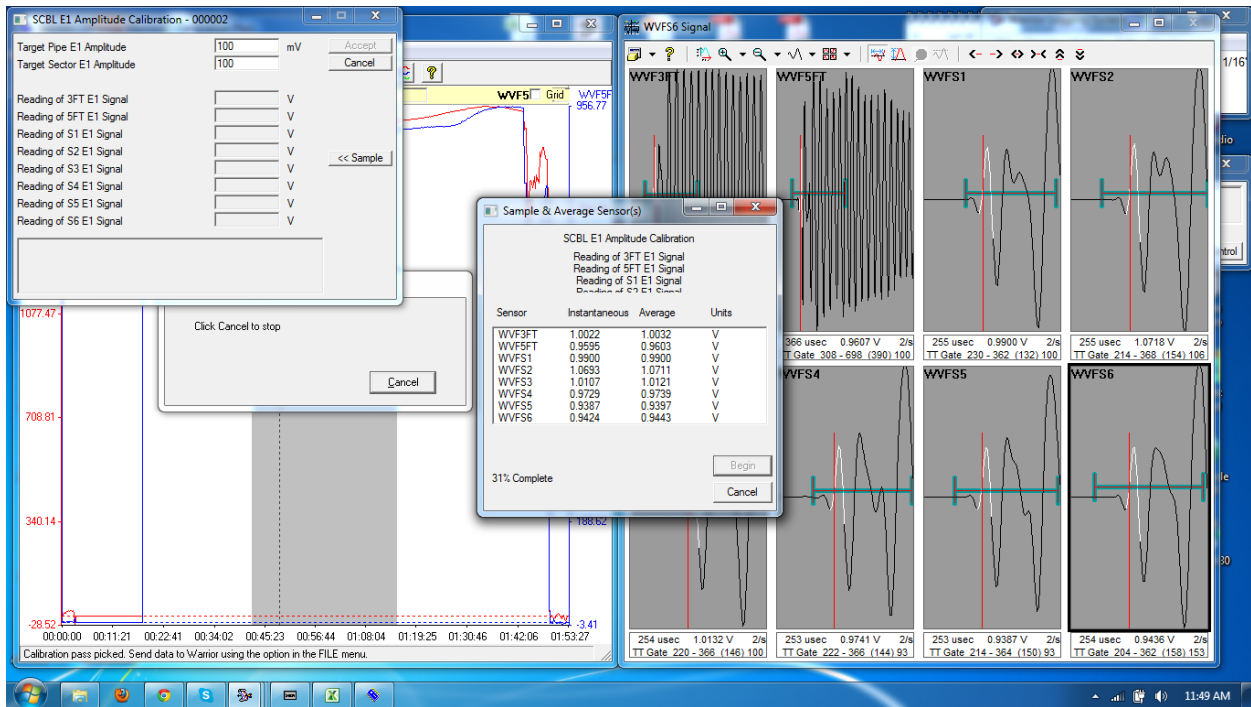 SCBL E1 Amplitude Calibration - 000002
Target Pipe E1 Amplitude 100 mV Accept
Target Sector E1 Amplitude 100 Cancel
Reading of 3FT E1 Signal V
Reading of 5FT E1 Signal V
Reading of S1 E1 Signal V
Reading of S2 E1 Signal V
Reading of S3 E1 Signal V
<< Sample
Reading of S4 E1 Signal V
Reading of S5 E1 Signal V
Reading of S6 E1 Signal V
WVF5 Grid WVF5F
956.77
1077.47
708.81
340.14
-28.52
188.62
-3.41
00:00:00 00:11:21 00:22:41 00:34:02 00:45:23 00:56:44 01:08:04 01:19:25 01:30:46 01:42:06 01:53:27
Calibration pass picked. Send data to Warrior using the option in the FILE menu.
Click Cancel to stop
Cancel
Sample & Average Sensor(s)
SCBL E1 Amplitude Calibration
Reading of 3FT E1 Signal
Reading of 5FT E1 Signal
Reading of S1 E1 Signal
Reading of S2 E1 Signal
Sensor Instantaneous Average Units
WVF3FT 1.0022 1.0032 V
WVF5FT 0.9595 0.9603 V
WVFS1 0.9900 0.9900 V
WVFS2 1.0693 1.0711 V
WVFS3 1.0107 1.0121 V
WVFS4 0.9729 0.9739 V
WVFS5 0.9387 0.9397 V
WVFS6 0.9424 0.9443 V
31% Complete
Begin
Cancel
WVFS6 Signal
WVF3FT WVF5FT WVFS1 WVFS2
366 usec 0.9607 V 2/s 255 usec 0.9900 V 2/s 255 usec 1.0718 V 2/s
TT Gate 308 - 698 (390) 100 TT Gate 230 - 362 (132) 100 TT Gate 214 - 368 (154) 106
WVFS4 WVFS5 WVFS6
254 usec 1.0132 V 2/s 253 usec 0.9741 V 2/s 253 usec 0.9387 V 2/s 254 usec 0.9436 V 2/s
TT Gate 220 - 366 (146) 100 TT Gate 222 - 366 (144) 93 TT Gate 214 - 364 (150) 93 TT Gate 204 - 362 (158) 153
1/16'
dio
ntrol
le
30
11:49 AM